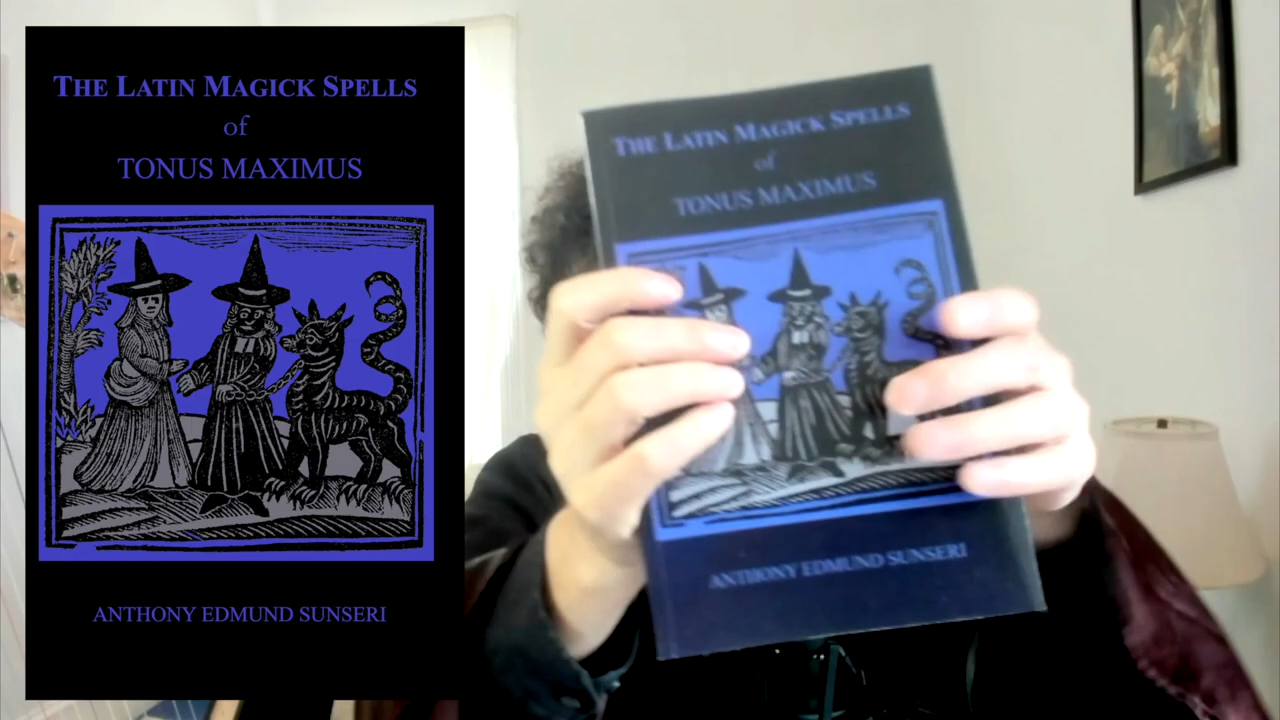 THE LATIN MAGICK SPELLS
of
TONUS MAXIMUS
ANTHONY EDMUND SUNSERI
THE LATIN MAGICK SPELLS
of
TONUS MAXIMUS
ANTHONY EDMUND SUNSERI